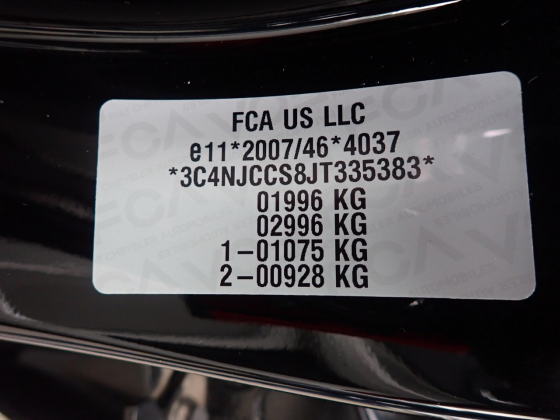 FCA US LLC
e11*2007/46*4037
*3C4NJCCS8JT335383*
01996 KG
02996 KG
1-01075 KG
2-00928 KG